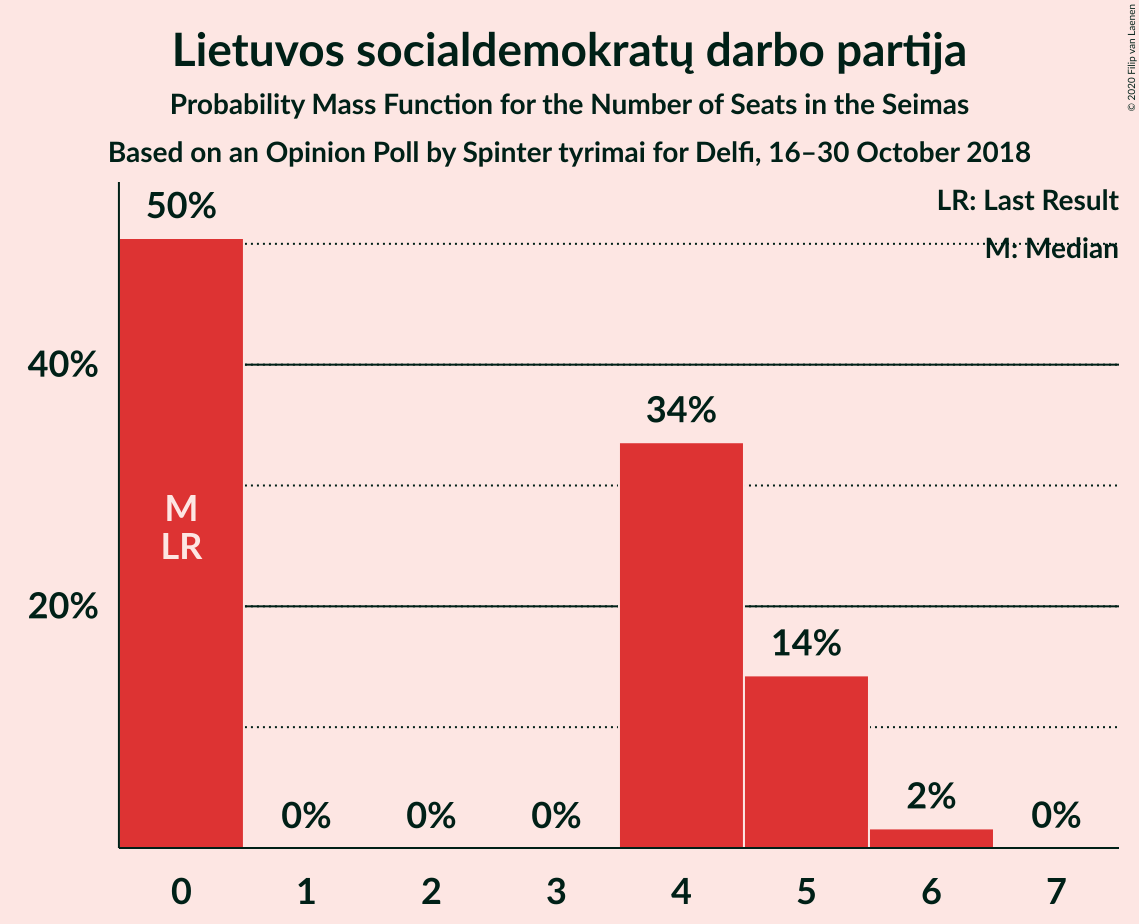 Lietuvos socialdemokratų darbo partija
Probability Mass Function for the Number of Seats in the Seimas
Based on an Opinion Poll by Spinter tyrimai for Delfi, 16–30 October 2018
© 2020 Filip van Laenen
LR: Last Result
M: Median
50%
40%
34%
M
LR
20%
14%
2%
0%
0%
0%
0%
0
1
2
3
4
5
6
7